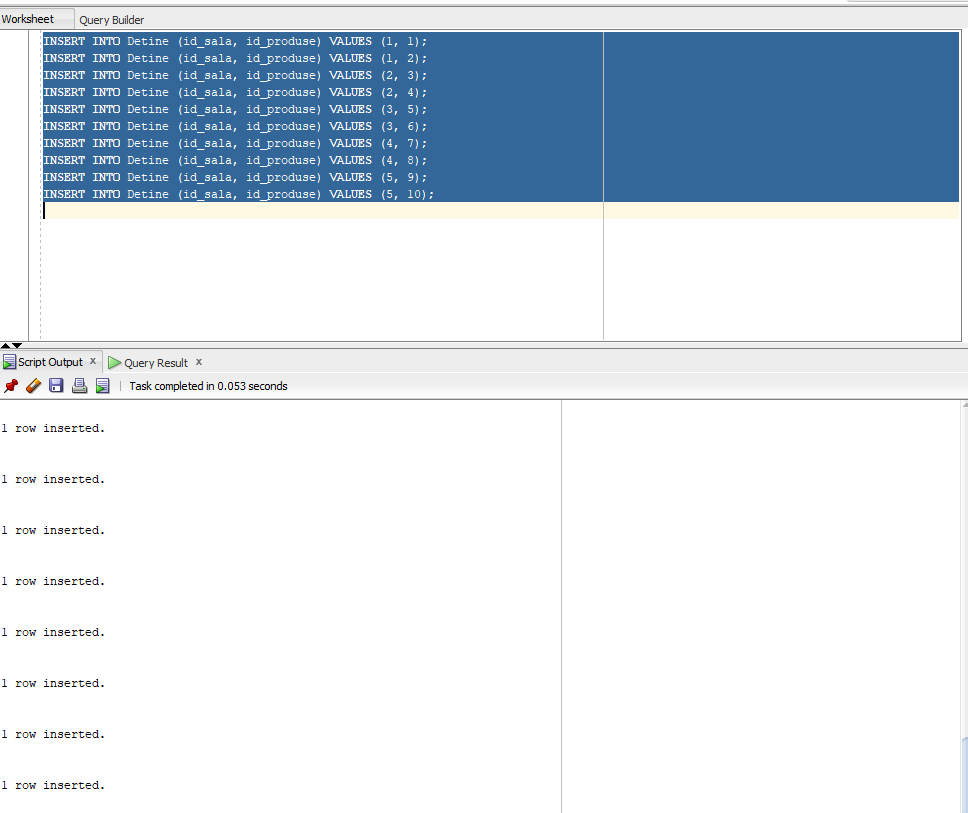 Worksheet Query Builder
INSERT INTO Detine (id_sala, id_produse) VALUES (1, 1);
INSERT INTO Detine (id_sala, id_produse) VALUES (1, 2);
INSERT INTO Detine (id_sala, id_produse) VALUES (2, 3);
INSERT INTO Detine (id_sala, id_produse) VALUES (2, 4);
INSERT INTO Detine (id_sala, id_produse) VALUES (3, 5);
INSERT INTO Detine (id_sala, id_produse) VALUES (3, 6);
INSERT INTO Detine (id_sala, id_produse) VALUES (4, 7);
INSERT INTO Detine (id_sala, id_produse) VALUES (4, 8);
INSERT INTO Detine (id_sala, id_produse) VALUES (5, 9);
INSERT INTO Detine (id_sala, id_produse) VALUES (5, 10);
Script Output x Query Result x
Task completed in 0.053 seconds
1 row inserted.
1 row inserted.
1 row inserted.
1 row inserted.
1 row inserted.
1 row inserted.
1 row inserted.
1 row inserted.